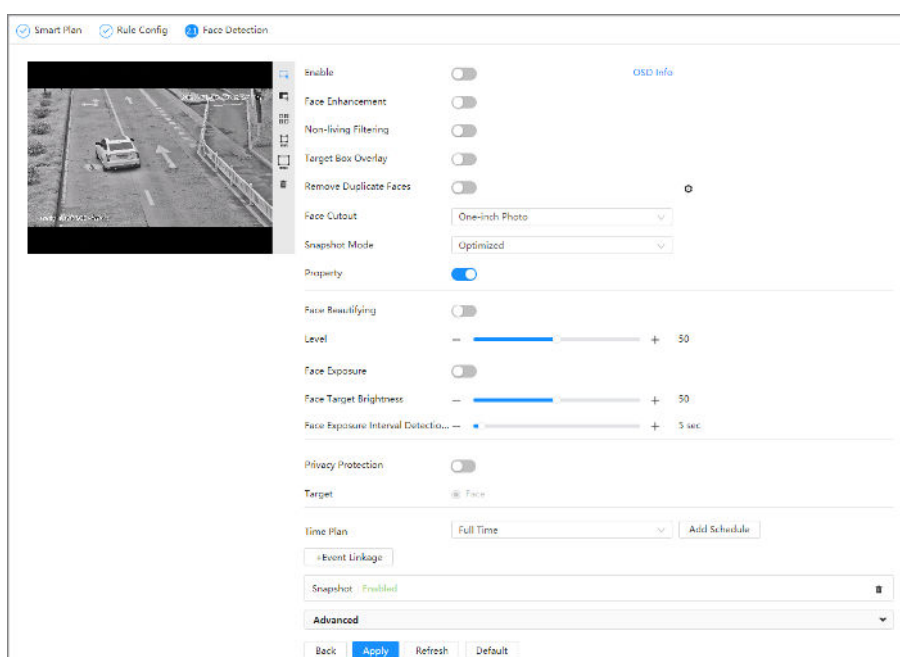 Smart Plan Rule Config 2.1 Face Detection
Enable OSD Info
Face Enhancement
Non-living Filtering
Target Box Overlay
Remove Duplicate Faces
Face Cutout One-inch Photo
Snapshot Mode Optimized
Property
Face Beautifying
Level 50
Face Exposure
Face Target Brightness 50
Face Exposure Interval Detectio... 5 sec
Privacy Protection
Target Face
Time Plan Full Time Add Schedule
+Event Linkage
Snapshot Enabled
Advanced
Back Apply Refresh Default